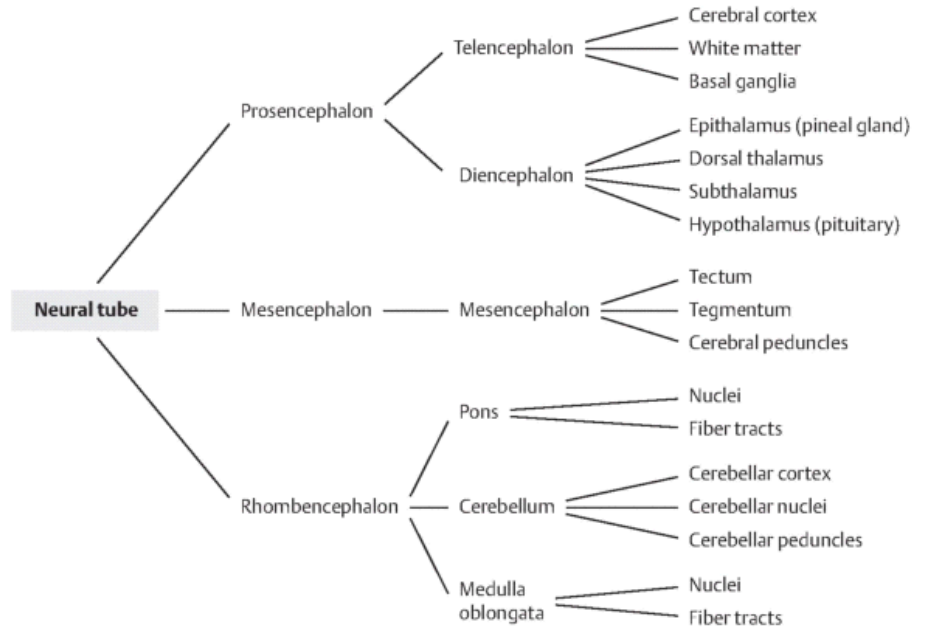 Neural tube
Prosencephalon
Telencephalon
Cerebral cortex
White matter
Basal ganglia
Diencephalon
Epithalamus (pineal gland)
Dorsal thalamus
Subthalamus
Hypothalamus (pituitary)
Mesencephalon
Mesencephalon
Tectum
Tegmentum
Cerebral peduncles
Rhombencephalon
Pons
Nuclei
Fiber tracts
Cerebellum
Cerebellar cortex
Cerebellar nuclei
Cerebellar peduncles
Medulla
oblongata
Nuclei
Fiber tracts